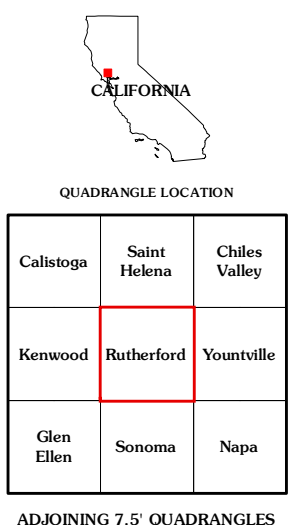 CALIFORNIA
QUADRANGLE LOCATION
Calistoga
Saint
Helena
Chiles
Valley
Kenwood
Rutherford
Yountville
Glen
Ellen
Sonoma
Napa
ADJOINING 7.5' QUADRANGLES